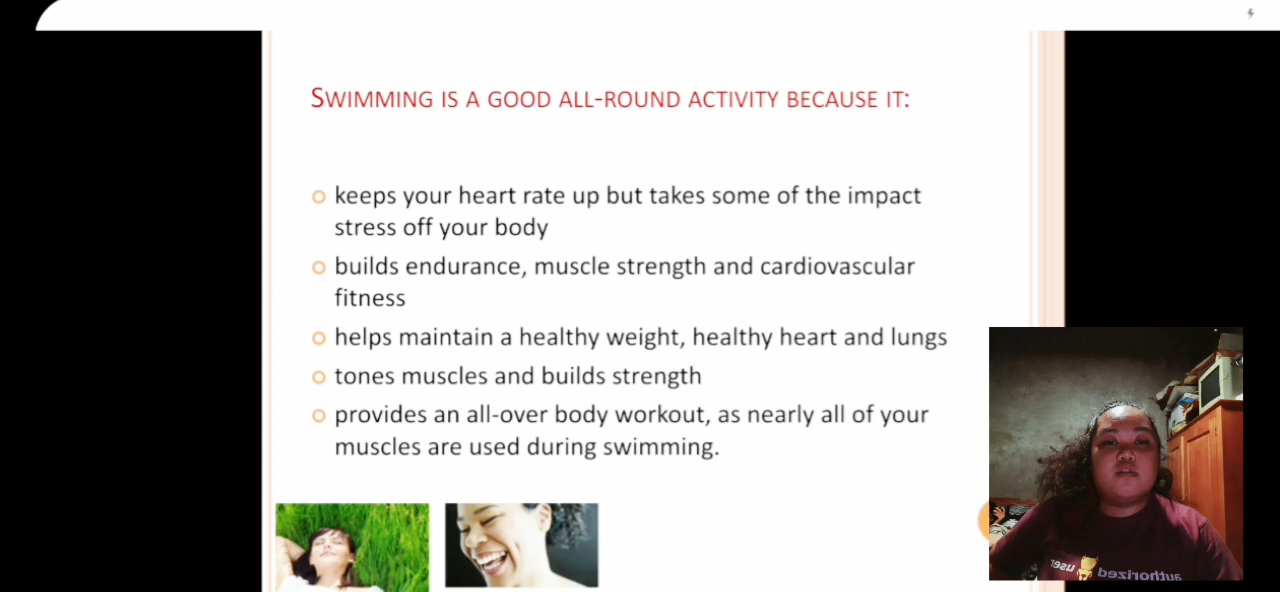 SWIMMING IS A GOOD ALL-ROUND ACTIVITY BECAUSE IT:
keeps your heart rate up but takes some of the impact
stress off your body
builds endurance, muscle strength and cardiovascular
fitness
helps maintain a healthy weight, healthy heart and lungs
tones muscles and builds strength
provides an all-over body workout, as nearly all of your
muscles are used during swimming.
authorized user